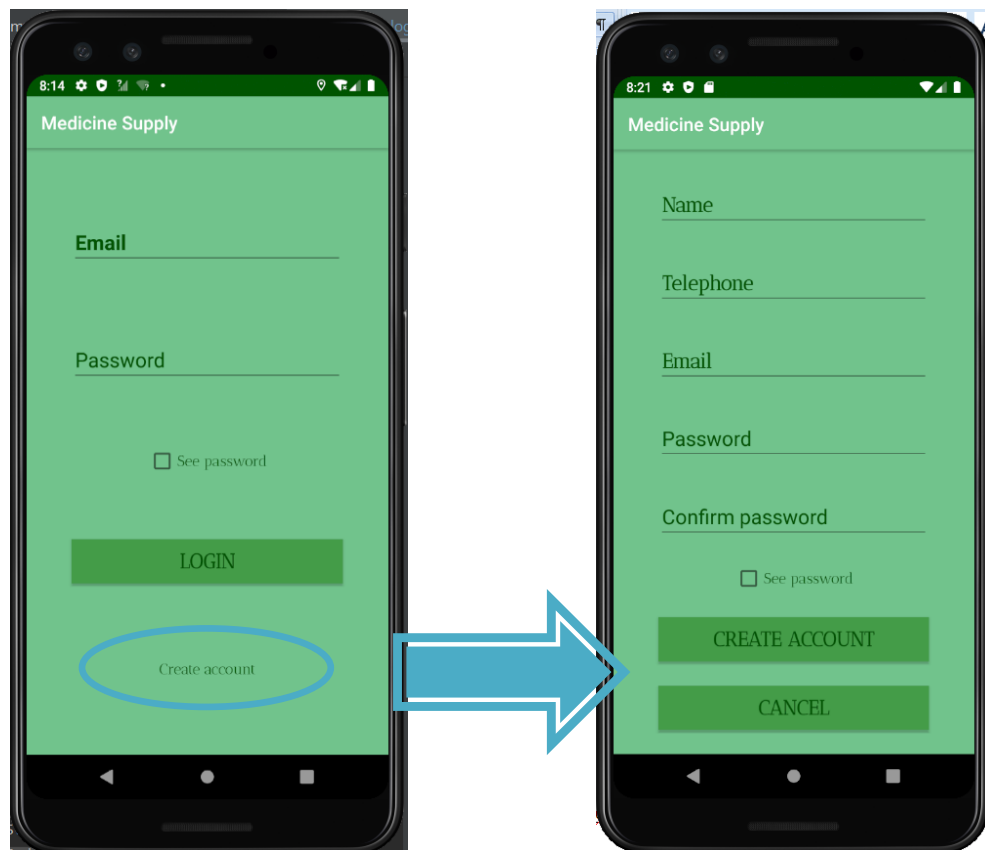 8:14
Medicine Supply
Email
Password
See password
LOGIN
Create account
8:21
Medicine Supply
Name
Telephone
Email
Password
Confirm password
See password
CREATE ACCOUNT
CANCEL